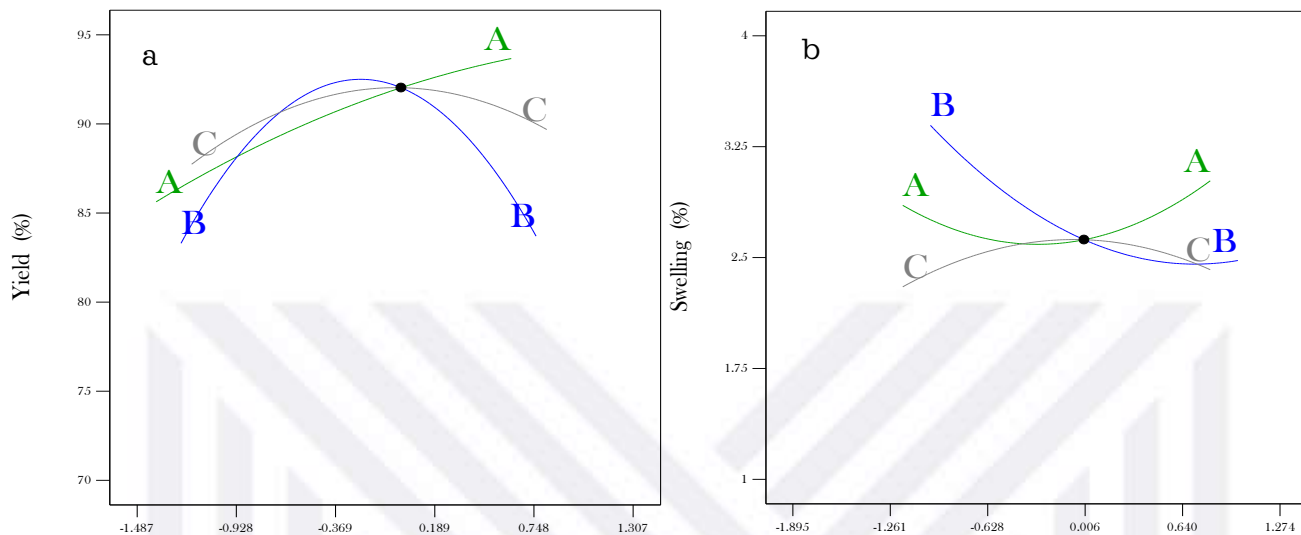 a
Yield (%)
95
90
85
80
75
70
A
A
B
B
C
C
-1.487 -0.928 -0.369 0.189 0.748 1.307
b
Swelling (%)
4
3.25
2.5
1.75
1
B
A
A
C
C
B
-1.895 -1.261 -0.628 0.006 0.640 1.274